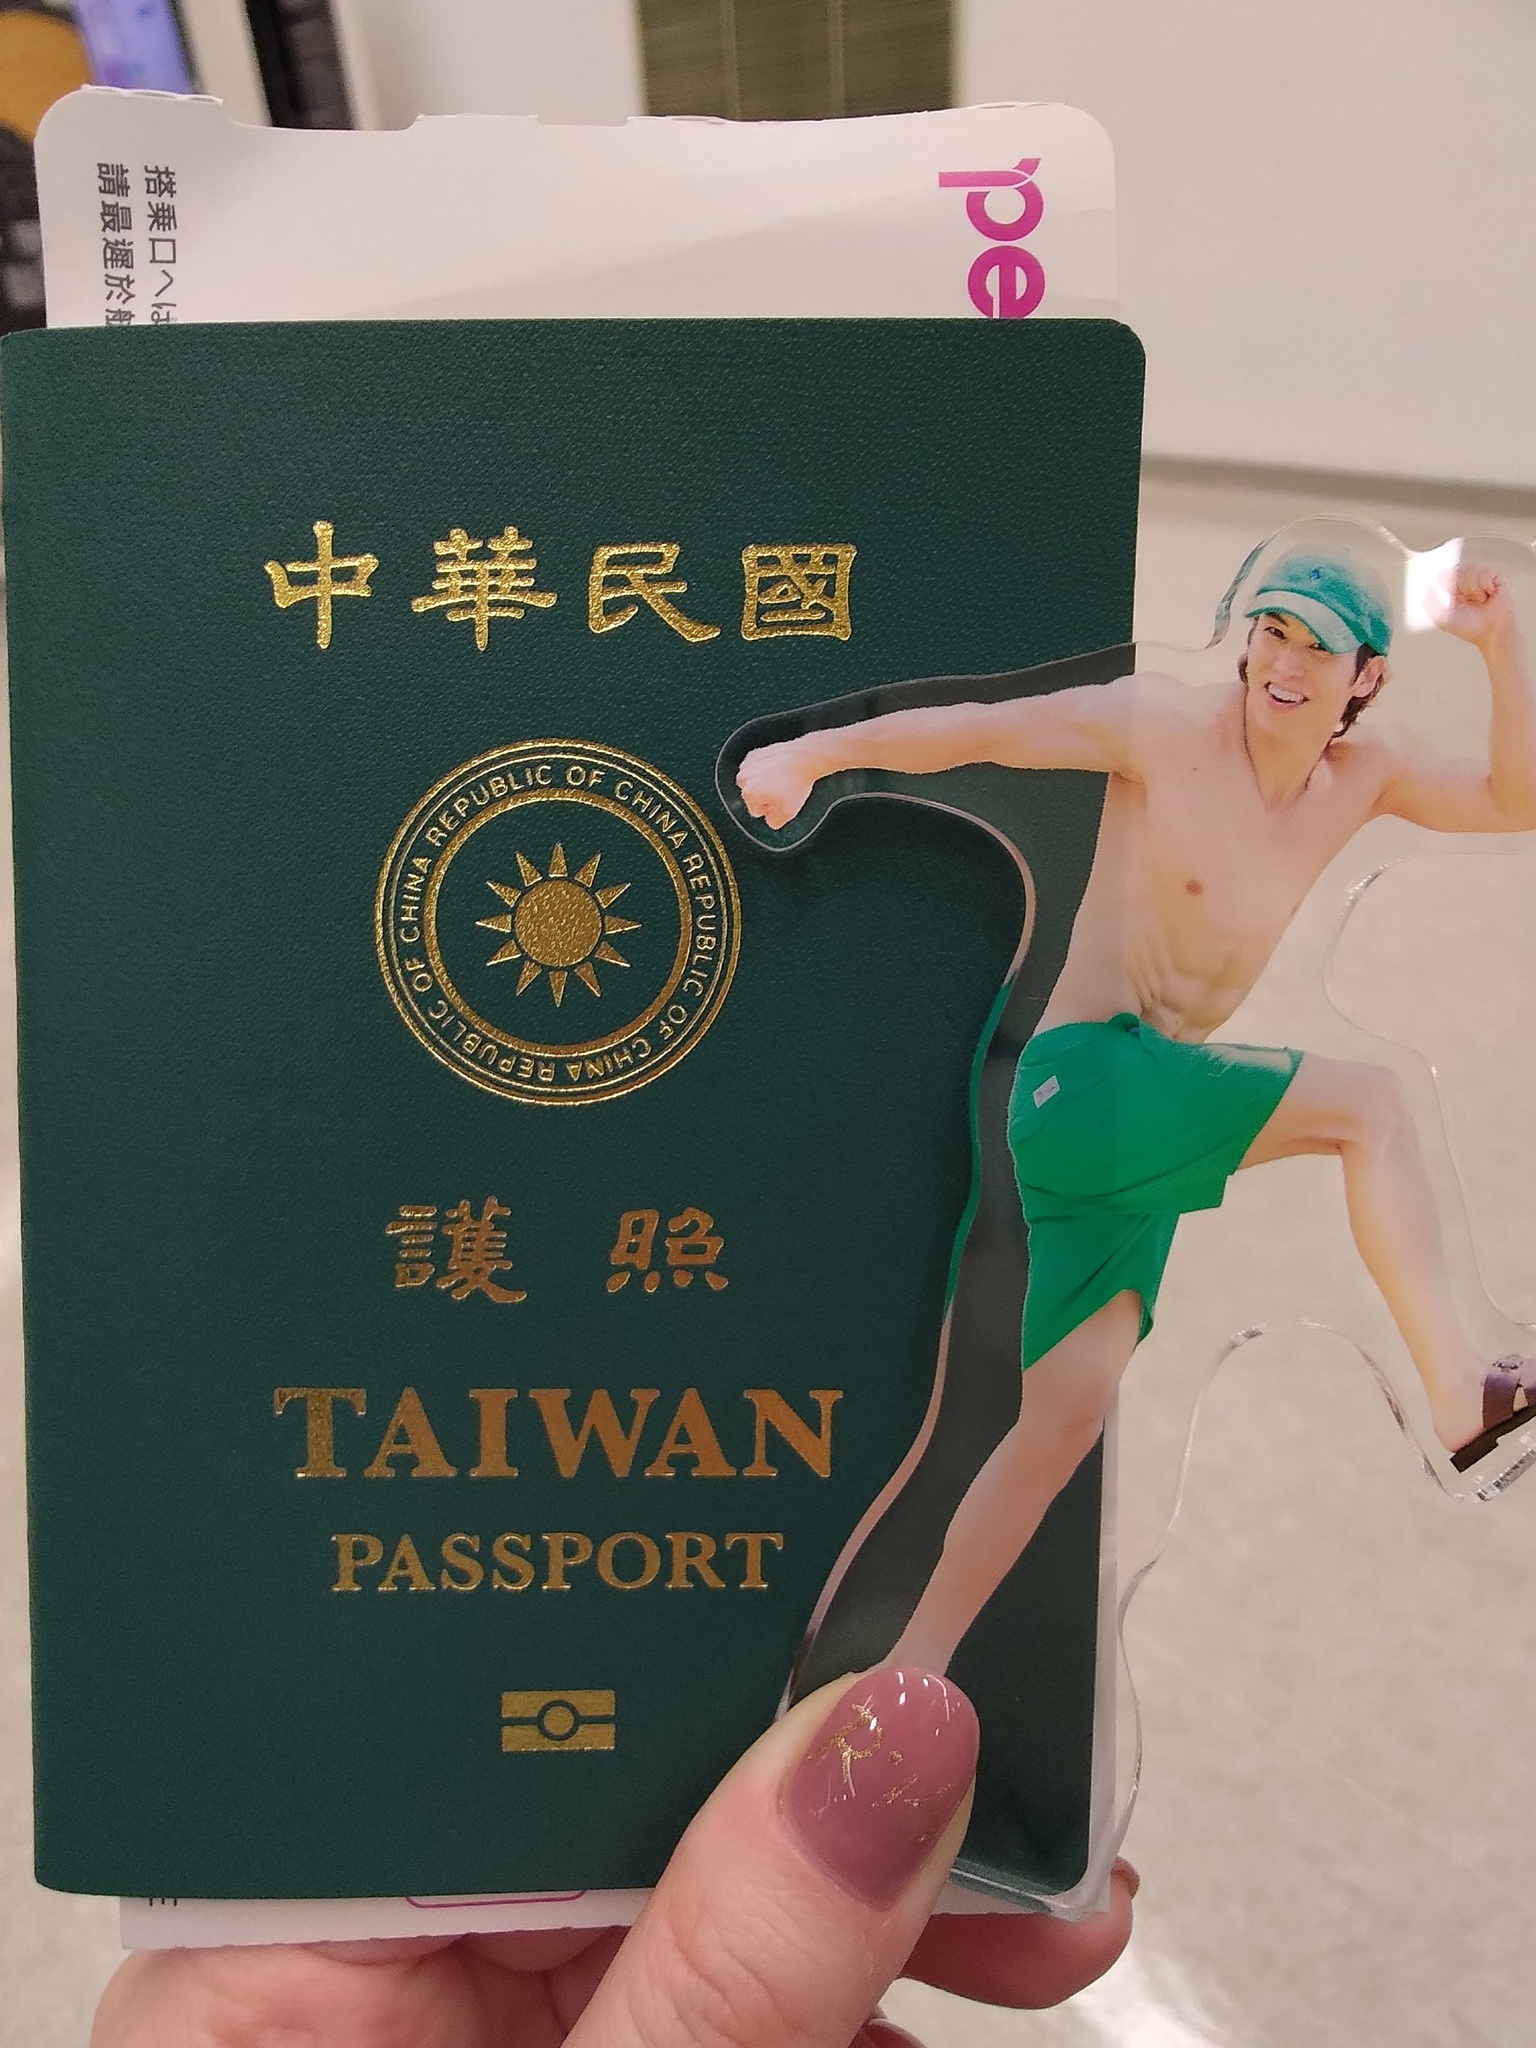 搭乗口へは
請最遲於
pe
中華民國
REPUBLIC OF CHINA REPUBLIC OF CHINA REPUBLIC OF CHINA
護照
TAIWAN
PASSPORT